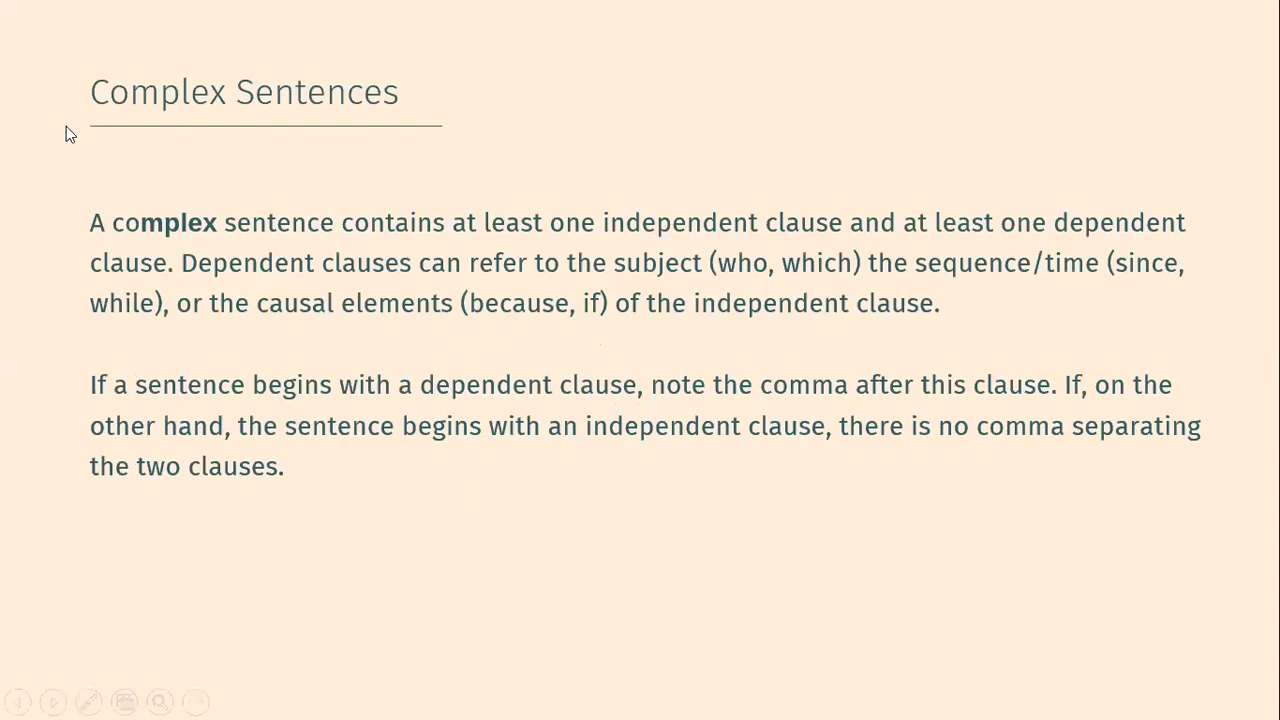 Complex Sentences
A complex sentence contains at least one independent clause and at least one dependent
clause. Dependent clauses can refer to the subject (who, which) the sequence/time (since,
while), or the causal elements (because, if) of the independent clause.
If a sentence begins with a dependent clause, note the comma after this clause. If, on the
other hand, the sentence begins with an independent clause, there is no comma separating
the two clauses.